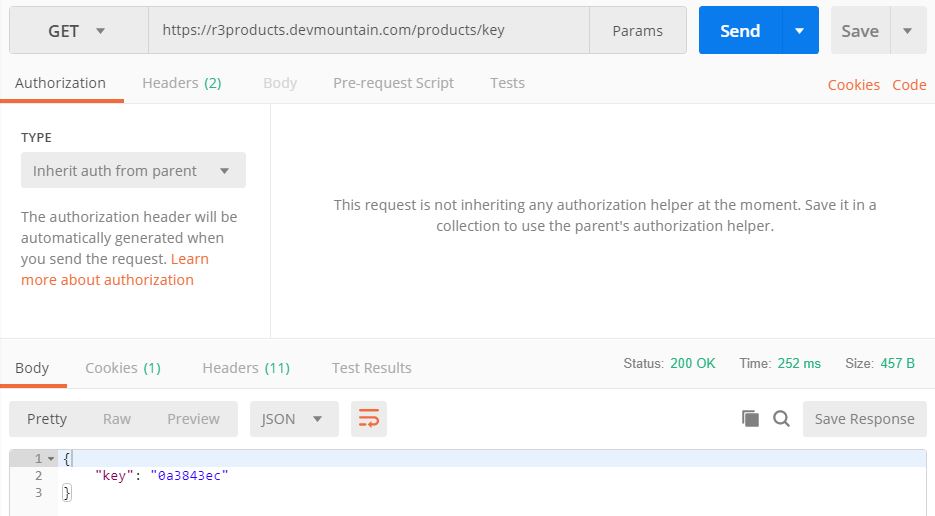 GET https://r3products.devmountain.com/products/key Params Send Save
Authorization Headers (2) Body Pre-request Script Tests Cookies Code
TYPE
Inherit auth from parent
The authorization header will be
automatically generated when
you send the request. Learn
more about authorization
This request is not inheriting any authorization helper at the moment. Save it in a
collection to use the parent's authorization helper.
Body Cookies (1) Headers (11) Test Results Status: 200 OK Time: 252 ms Size: 457 B
Pretty Raw Preview JSON Save Response
1 {
2 "key": "0a3843ec"
3 }